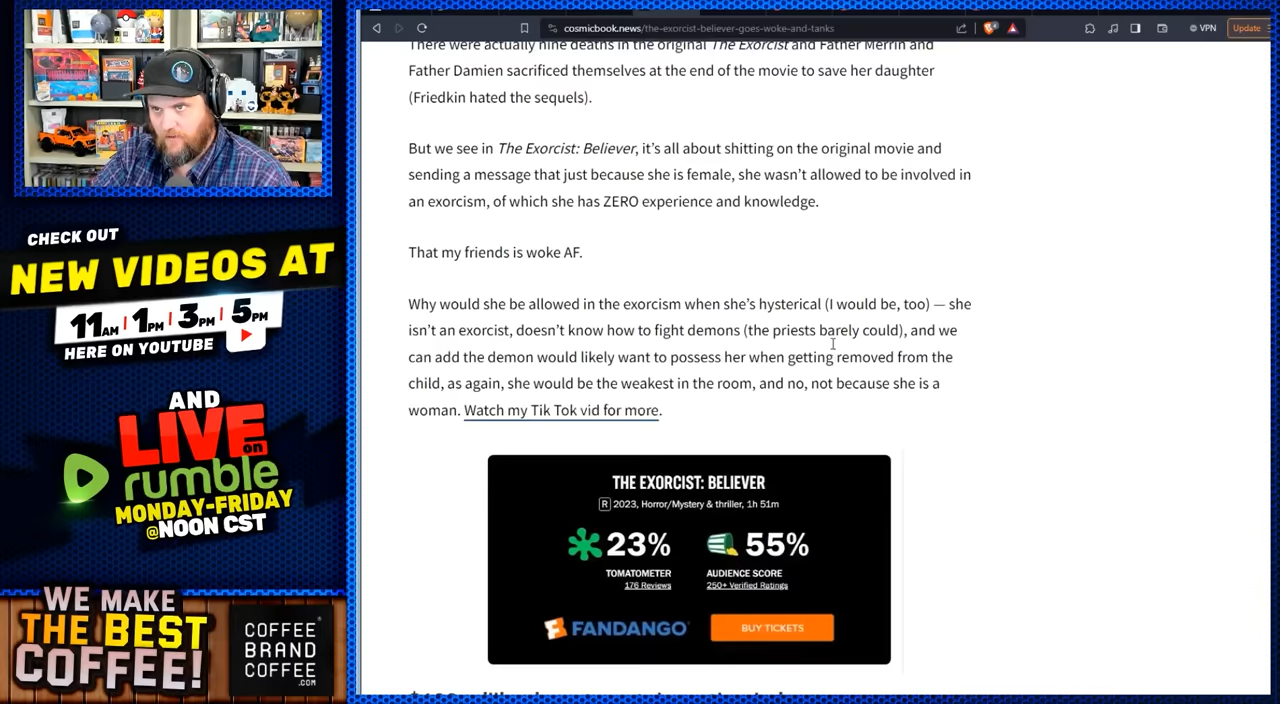 CHECK OUT
NEW VIDEOS AT
11AM | 1PM | 3PM | 5PM
HERE ON YOUTUBE
AND
LIVE on
rumble
MONDAY-FRIDAY
@NOON CST
WE MAKE
THE BEST
COFFEE!
COFFEE
BRAND
COFFEE
.COM
cosmicbook.news/the-exorcist-believer-goes-woke-and-tanks
VPN
Update
There were actually nine deaths in the original The Exorcist and Father Merrin and
Father Damien sacrificed themselves at the end of the movie to save her daughter
(Friedkin hated the sequels).
But we see in The Exorcist: Believer, it's all about shitting on the original movie and
sending a message that just because she is female, she wasn't allowed to be involved in
an exorcism, of which she has ZERO experience and knowledge.
That my friends is woke AF.
Why would she be allowed in the exorcism when she's hysterical (I would be, too) — she
isn't an exorcist, doesn't know how to fight demons (the priests barely could), and we
can add the demon would likely want to possess her when getting removed from the
child, as again, she would be the weakest in the room, and no, not because she is a
woman. Watch my Tik Tok vid for more.
THE EXORCIST: BELIEVER
R 2023, Horror/Mystery & thriller, 1h 51m
23% 55%
TOMATOMETER AUDIENCE SCORE
176 Reviews 250+ Verified Ratings
FANDANGO BUY TICKETS